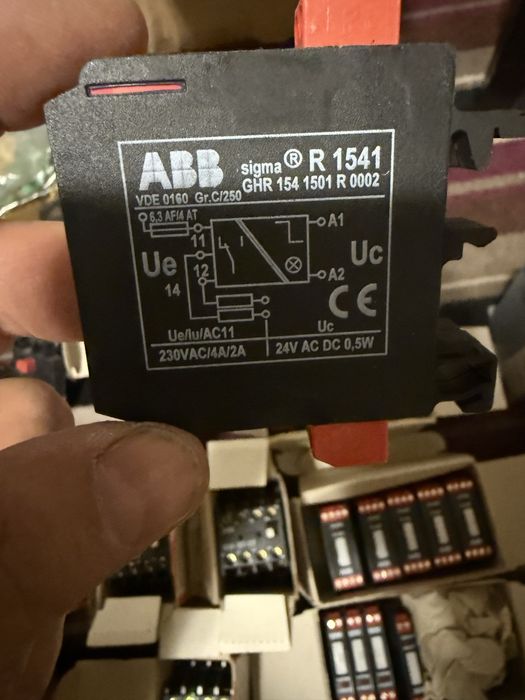 ABB sigma® R 1541
VDE 0160 Gr.C/250 GHR 154 1501 R 0002
6,3 AF/4 AT
11
A1
Ue
12
Uc
14
A2
CE
Ue/Iu/AC11
Uc
230VAC/4A/2A
24V AC DC 0,5W